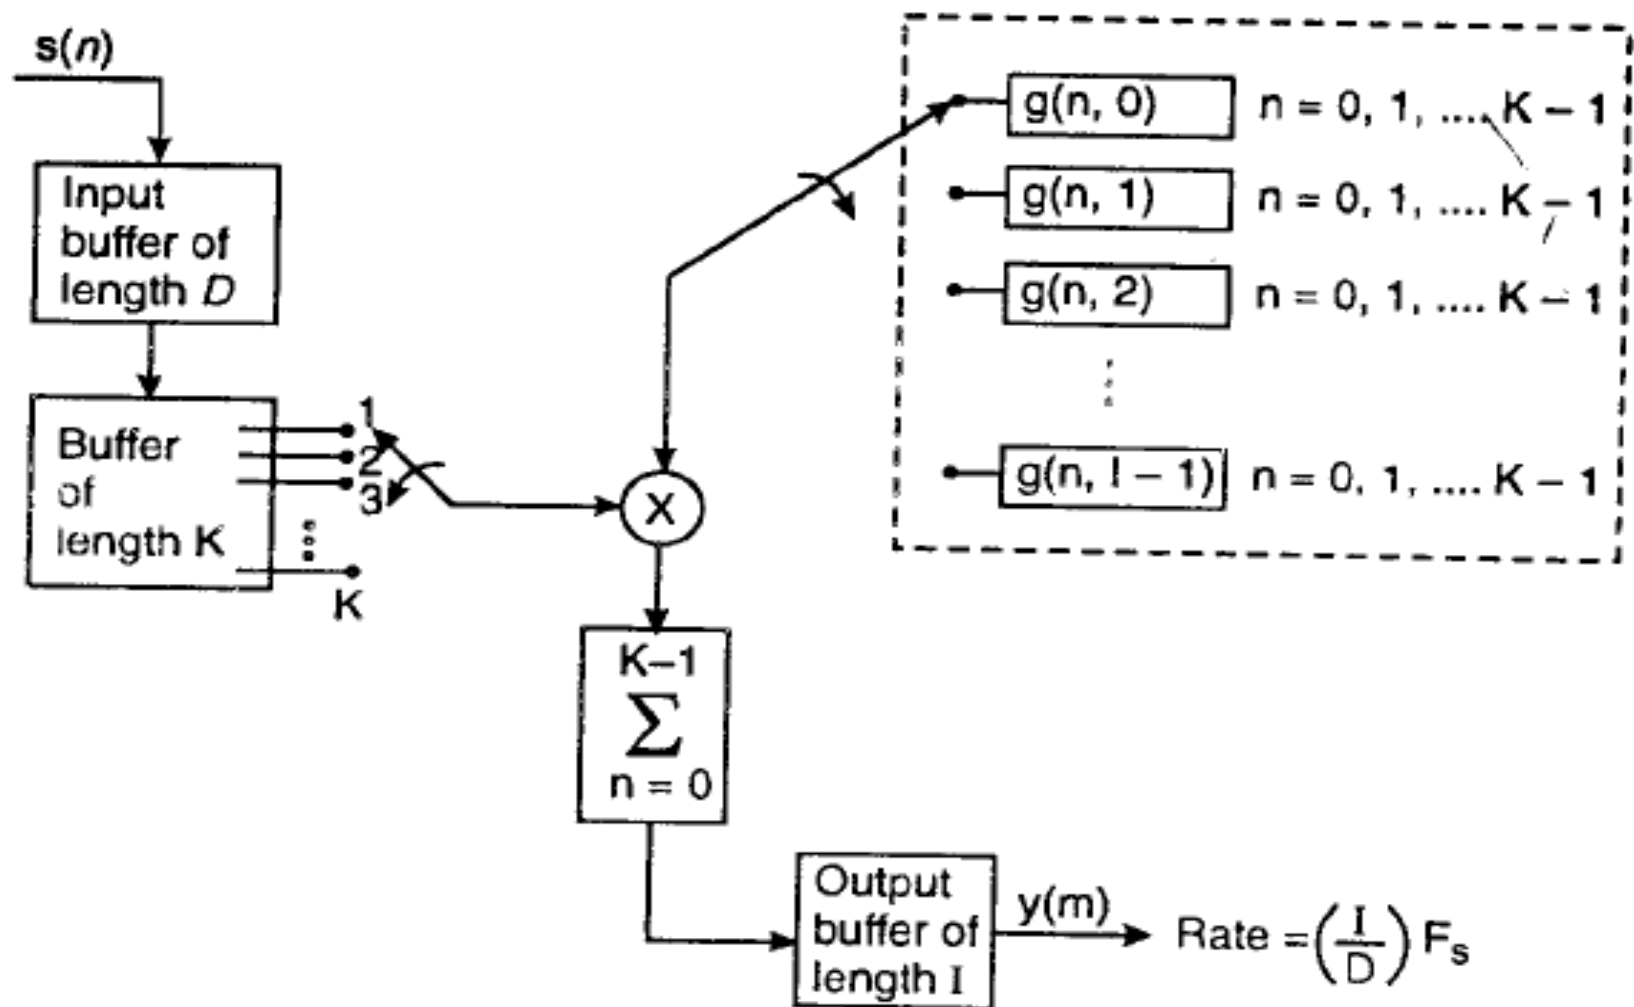 s(n)
Input
buffer of
length D
Buffer
of
length K
1
2
3
K
X
g(n, 0) n = 0, 1, .... K – 1
g(n, 1) n = 0, 1, .... K – 1
g(n, 2) n = 0, 1, .... K – 1
g(n, I – 1) n = 0, 1, .... K – 1
K–1
∑
n = 0
Output
buffer of
length I
y(m)
Rate = (I/D) Fs